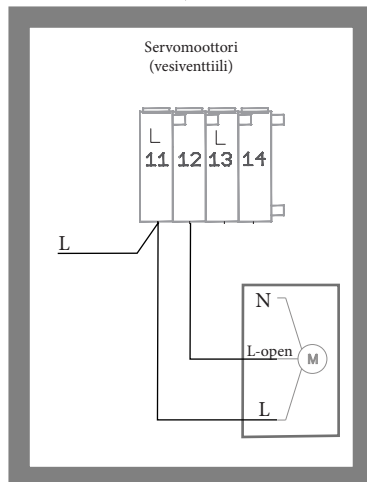 Servomoottori
(vesiventtiili)
L L
11 12 13 14
L
N
L-open M
L